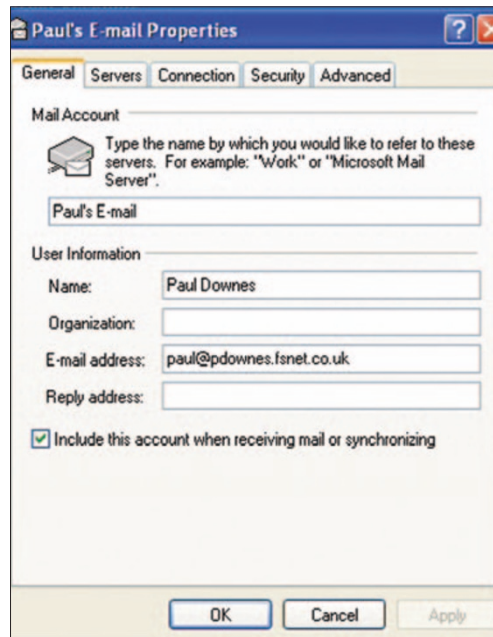 Paul's E-mail Properties
?
General Servers Connection Security Advanced
Mail Account
Type the name by which you would like to refer to these
servers. For example: "Work" or "Microsoft Mail
Server".
Paul's E-mail
User Information
Name: Paul Downes
Organization:
E-mail address: paul@pdownes.fsnet.co.uk
Reply address:
Include this account when receiving mail or synchronizing
OK Cancel Apply